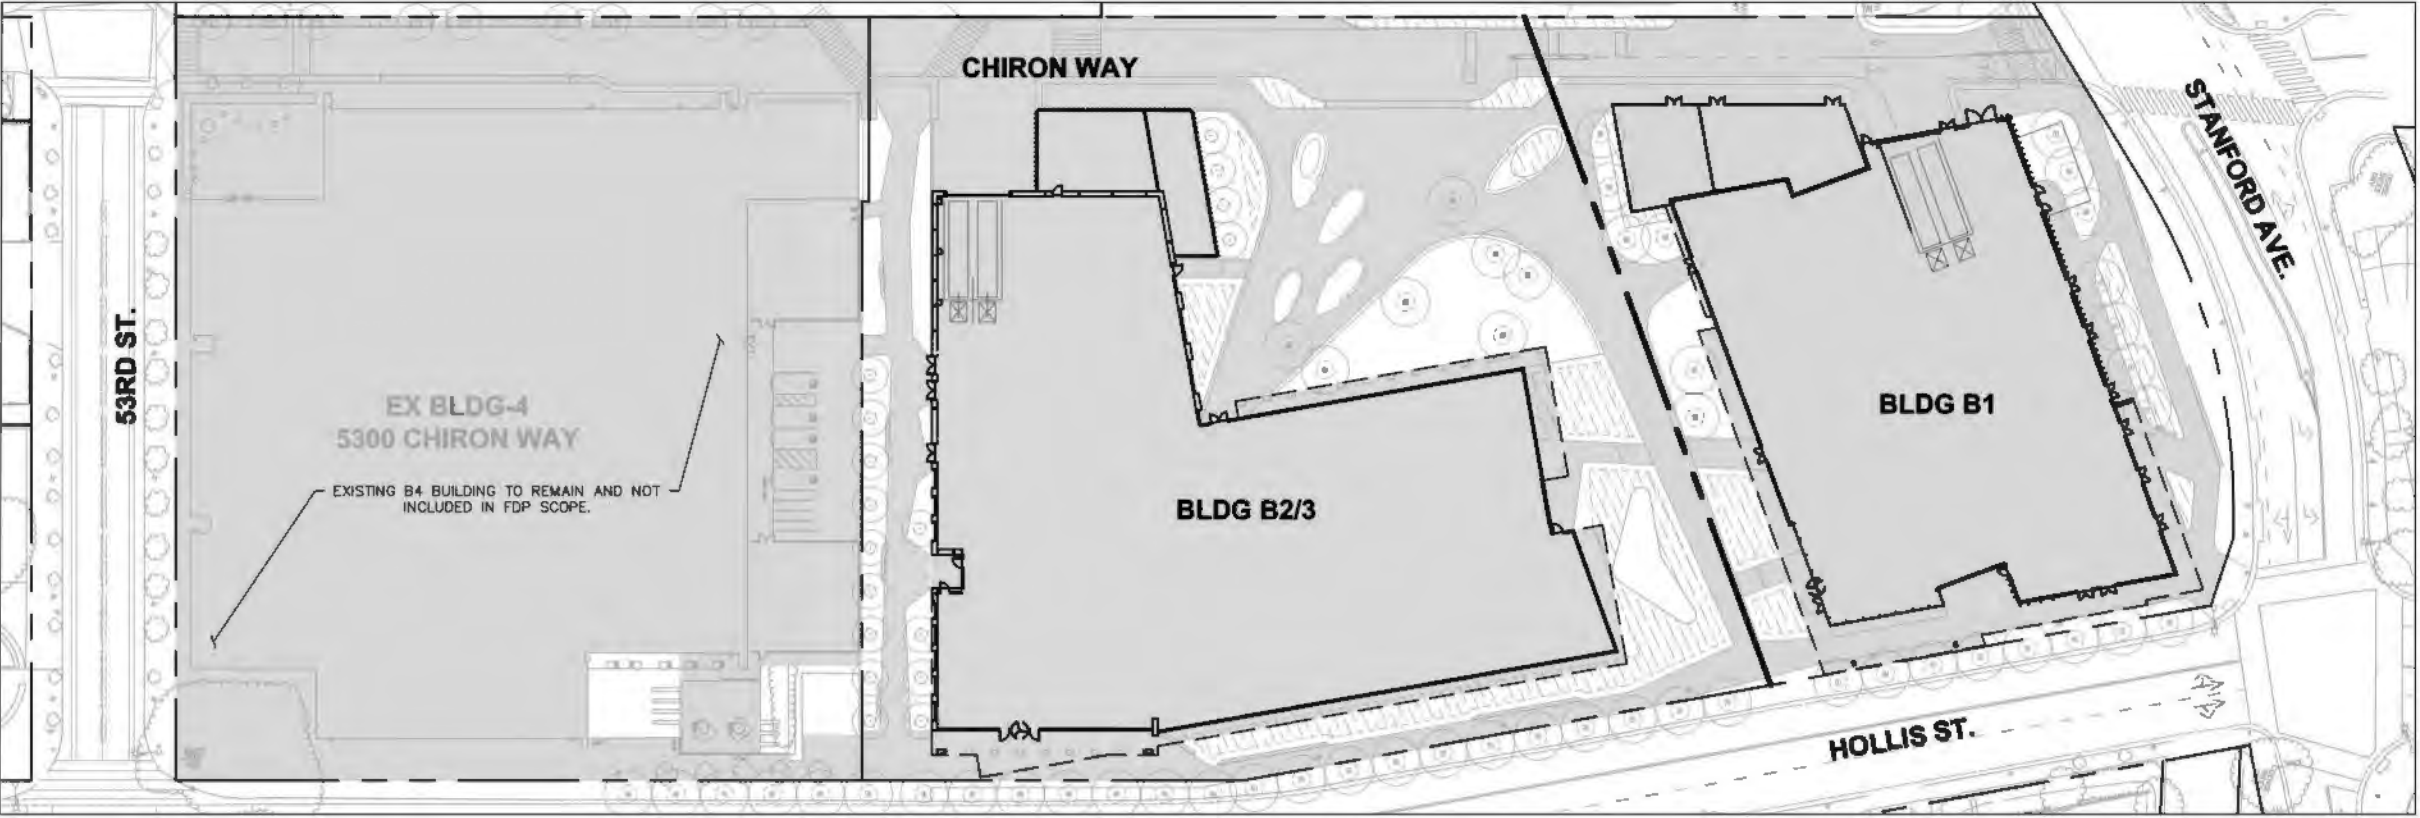 CHIRON WAY
STANFORD AVE.
53RD ST.
EX BLDG-4
5300 CHIRON WAY
EXISTING B4 BUILDING TO REMAIN AND NOT
INCLUDED IN FDP SCOPE.
BLDG B2/3
BLDG B1
HOLLIS ST.